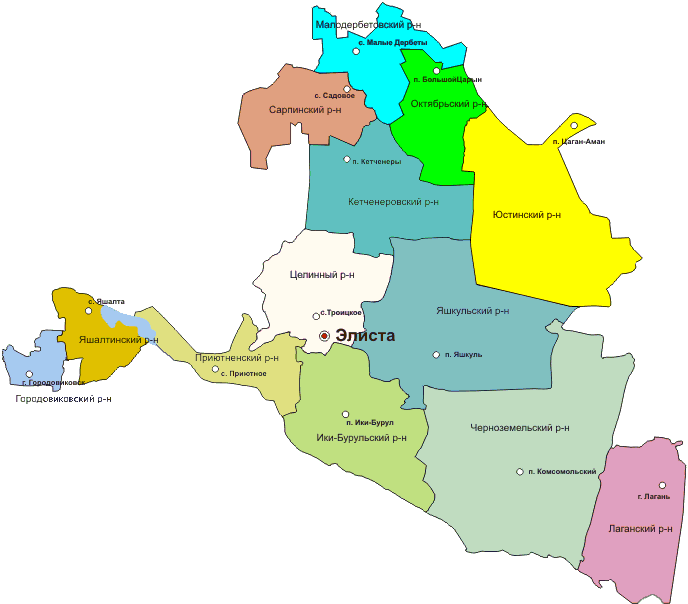 Малодербетовский р-н
с. Малые Дербеты
п. БольшойЦарын
с. Садовое
Октябрьский р-н
Сарпинский р-н
п. Цаган-Аман
п. Кетченеры
Кетченеровский р-н
Юстинский р-н
Целинный р-н
с. Яшалта
с.Троицкое
Яшкульский р-н
Элиста
Яшалтинский р-н
п. Яшкуль
Приютненский р-н
с. Приютное
г. Городовиковск
Городовиковский р-н
п. Ики-Бурул
Черноземельский р-н
Ики-Бурульский р-н
п. Комсомольский
г. Лагань
Лаганский р-н